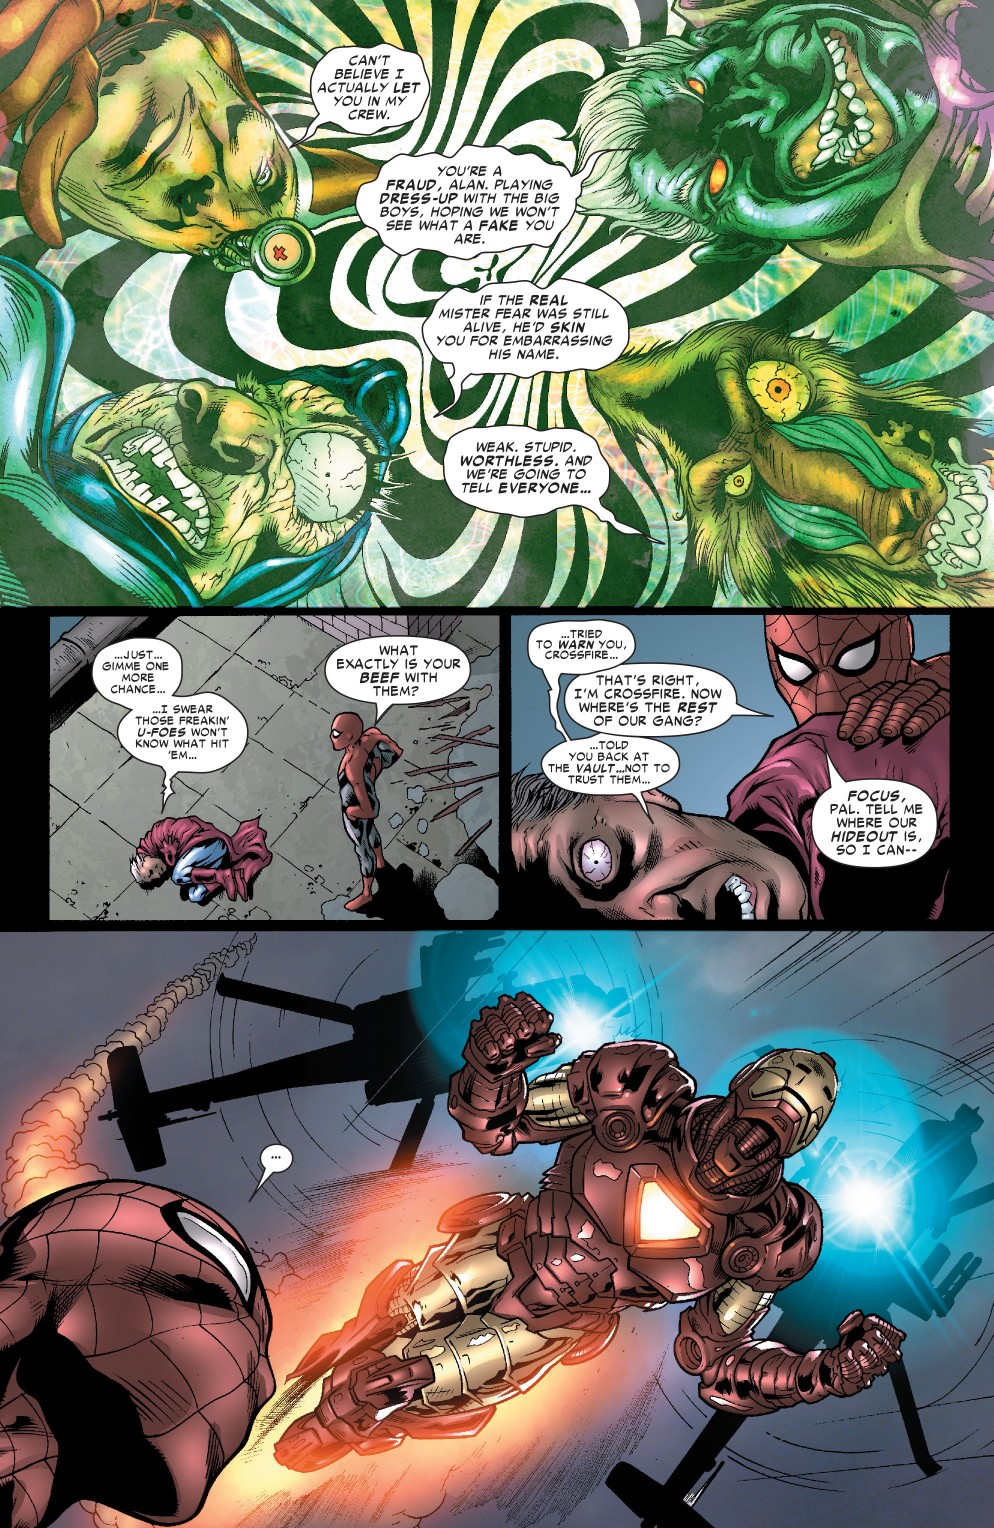 CAN'T
BELIEVE I
ACTUALLY LET
YOU IN MY
CREW.
YOU'RE A
FRAUD, ALAN. PLAYING
DRESS-UP WITH THE BIG
BOYS, HOPING WE WON'T
SEE WHAT A FAKE YOU
ARE.
IF THE REAL
MISTER FEAR WAS STILL
ALIVE, HE'D SKIN
YOU FOR EMBARRASSING
HIS NAME.
WEAK. STUPID.
WORTHLESS. AND
WE'RE GOING TO
TELL EVERYONE...
...JUST...
GIMME ONE
MORE
CHANCE...
...I SWEAR
THOSE FREAKIN'
U-FOES WON'T
KNOW WHAT HIT
'EM...
WHAT
EXACTLY IS YOUR
BEEF WITH
THEM?
...TRIED
TO WARN YOU,
CROSSFIRE...
THAT'S RIGHT,
I'M CROSSFIRE. NOW
WHERE'S THE REST
OF OUR GANG?
...TOLD
YOU BACK AT
THE VAULT...NOT TO
TRUST THEM...
FOCUS,
PAL. TELL ME
WHERE OUR
HIDEOUT IS,
SO I CAN--
...